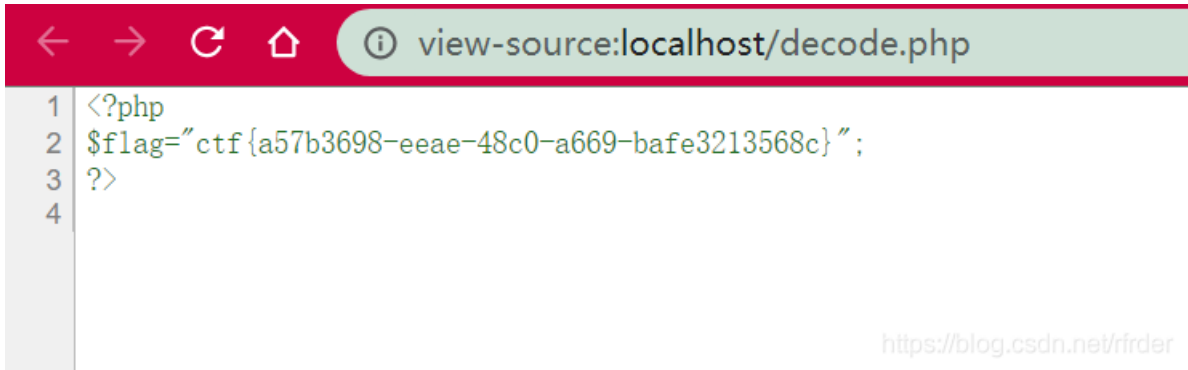 view-source:localhost/decode.php
1 <?php
2 $flag="ctf{a57b3698-eeae-48c0-a669-bafe3213568c}";
3 ?>
4
https://blog.csdn.net/rfrder